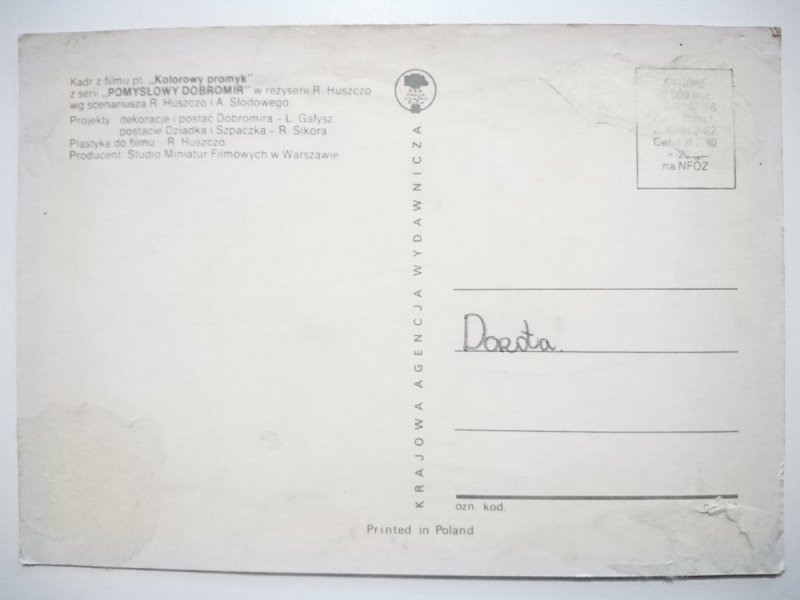 Kadr z filmu pt. „Kolorowy promyk"
z serii „POMYSŁOWY DOBROMIR" w reżyserii R. Huszczo
wg scenariusza R. Huszczo i A. Słodowego
Projekty: dekoracje i postać Dobromira – L. Gałysz
postacie Dziadka i Szpaczka – R. Sikora
Plastyka do filmu – R. Huszczo
Producent: Studio Miniatur Filmowych w Warszawie
KRAJOWA AGENCJA WYDAWNICZA
na NFOZ
Dorota
ozn. kod.
Printed in Poland